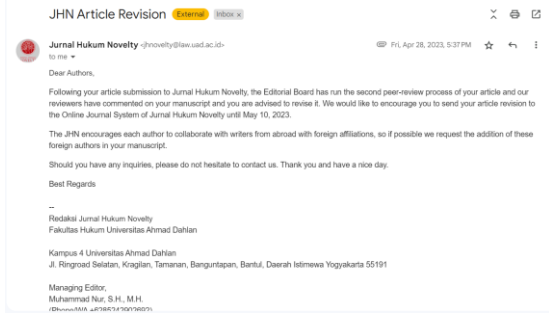 JHN Article Revision External Inbox ×
Jurnal Hukum Novelty <jhnovelty@law.uad.ac.id>
Fri, Apr 28, 2023, 5:37 PM
to me
Dear Authors,
Following your article submission to Jurnal Hukum Novelty, the Editorial Board has run the second peer-review process of your article and our
reviewers have commented on your manuscript and you are advised to revise it. We would like to encourage you to send your article revision to
the Online Journal System of Jurnal Hukum Novelty until May 10, 2023.
The JHN encourages each author to collaborate with writers from abroad with foreign affiliations, so if possible we request the addition of these
foreign authors in your manuscript.
Should you have any inquiries, please do not hesitate to contact us. Thank you and have a nice day.
Best Regards
--
Redaksi Jurnal Hukum Novelty
Fakultas Hukum Universitas Ahmad Dahlan
Kampus 4 Universitas Ahmad Dahlan
Jl. Ringroad Selatan, Kragilan, Tamanan, Banguntapan, Bantul, Daerah Istimewa Yogyakarta 55191
Managing Editor,
Muhammad Nur, S.H., M.H.
(Phone/WA +6285242902692)